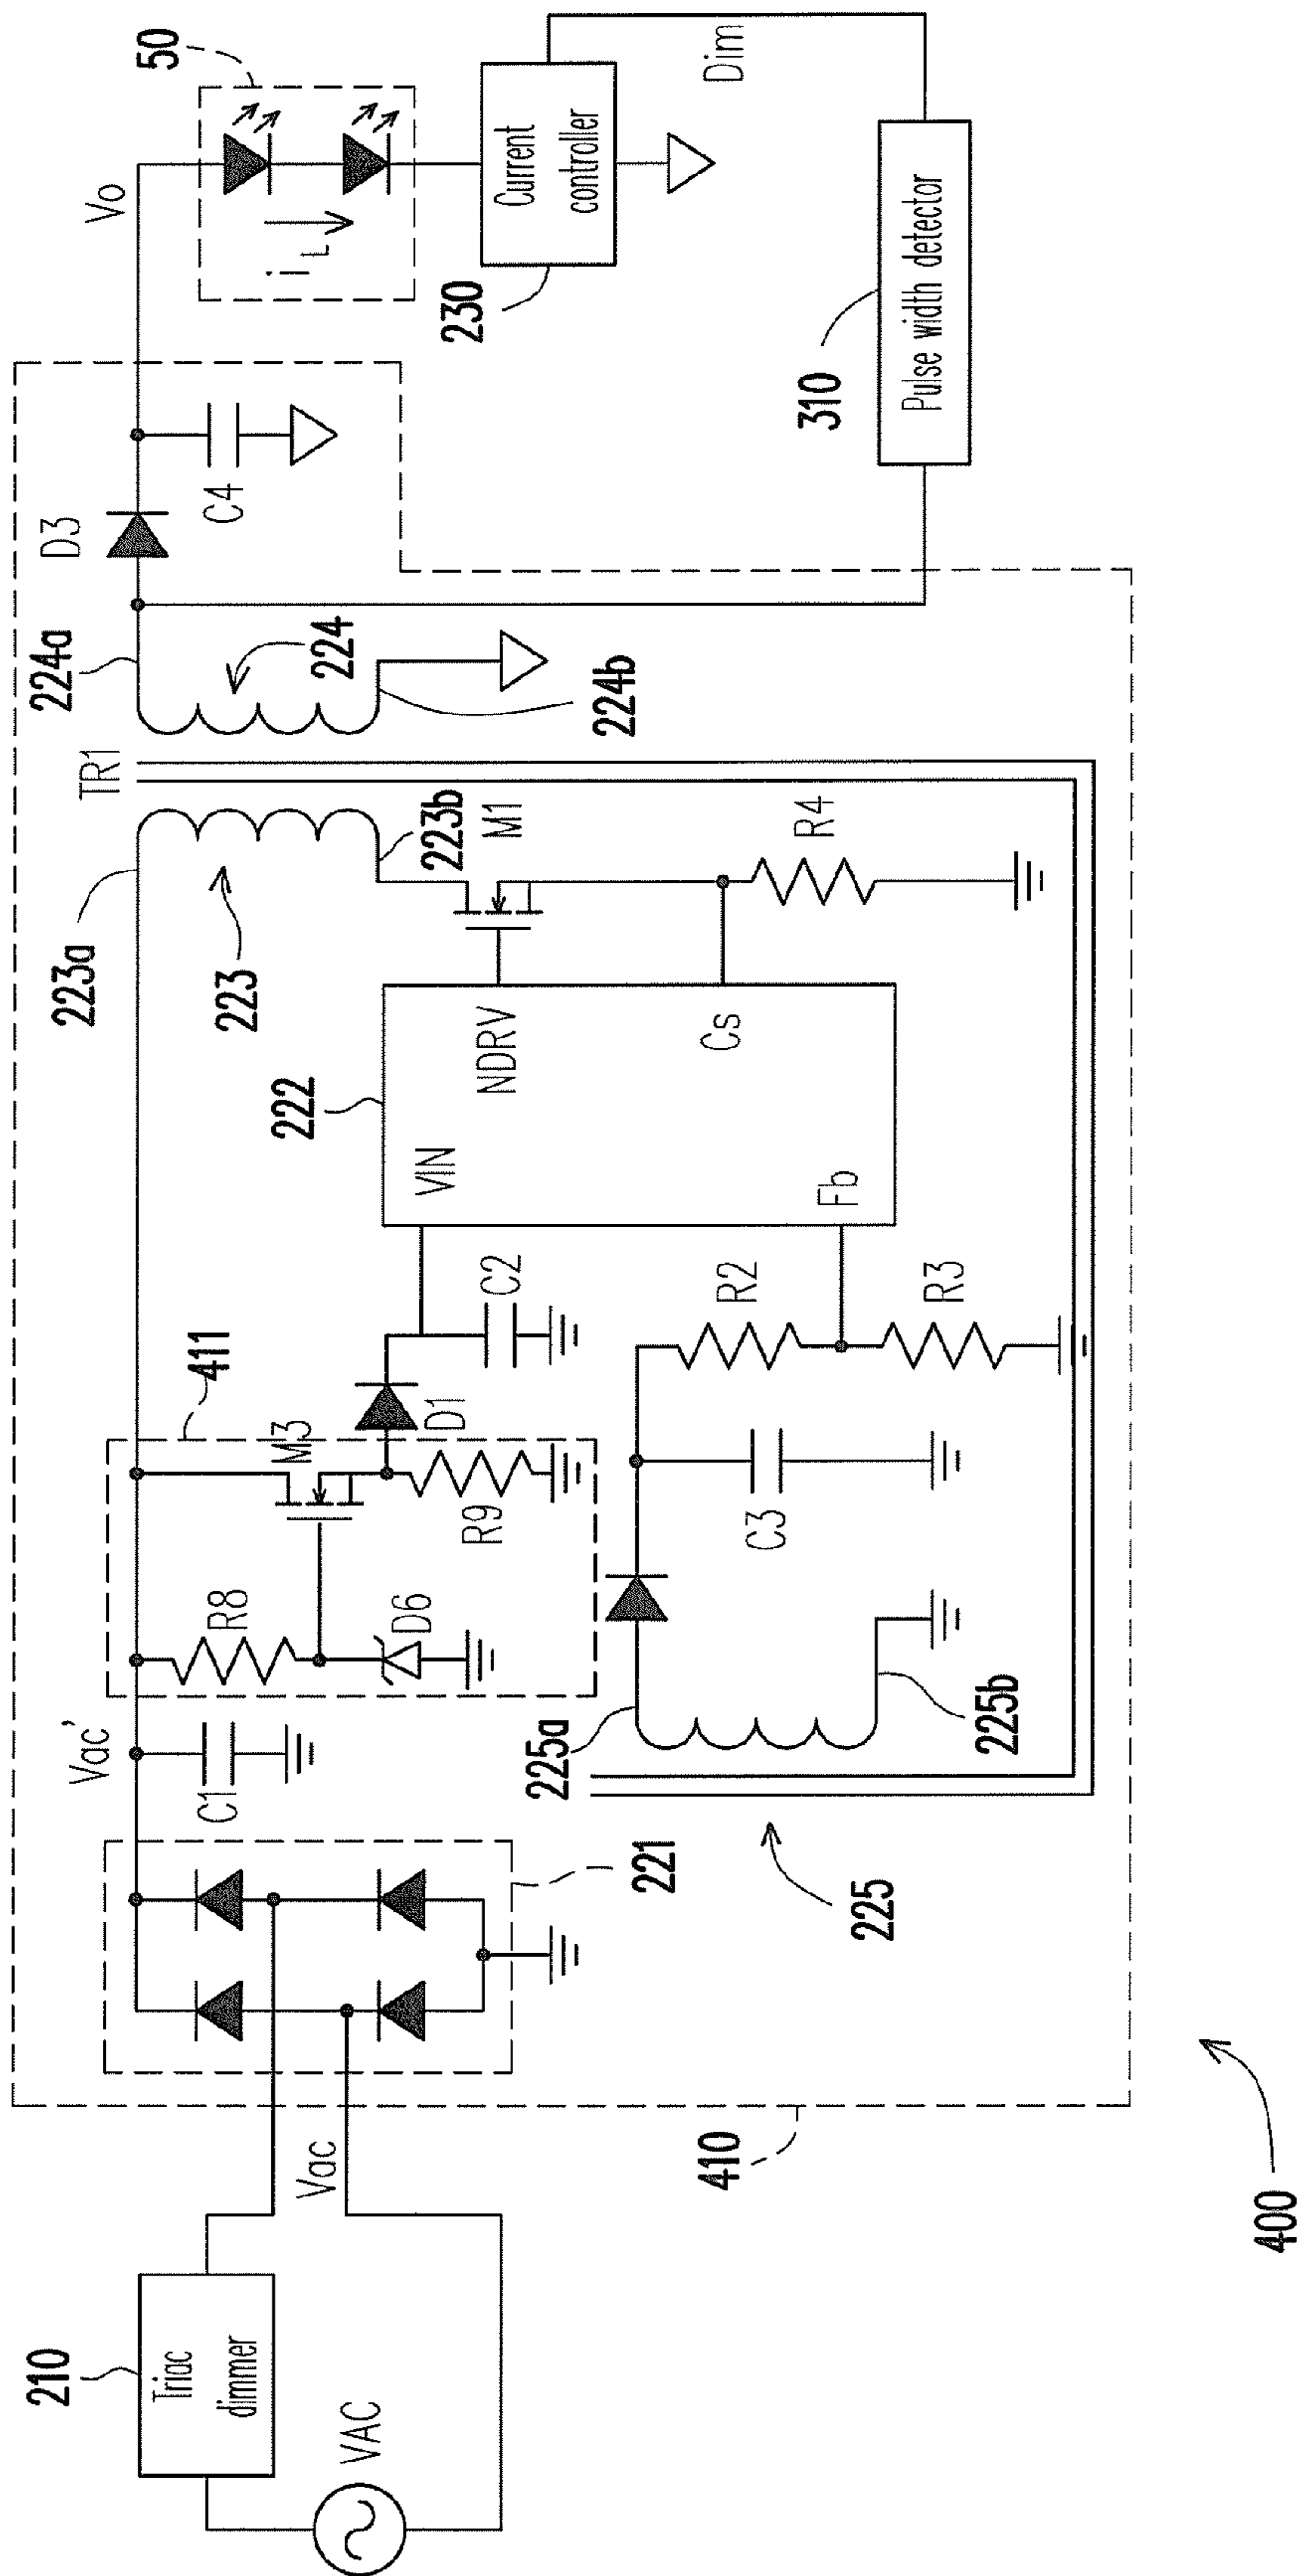 210
Triac
dimmer
VAC
Vac
221
Vac'
C1
R8
D6
M3
R9
411
D1
C2
VIN
222
NDRV
Cs
Fb
R2
R3
C3
225a
225b
225
223a
223
223b
M1
R4
TR1
224a
224
224b
D3
C4
Vo
50
iL
Current
controller
230
Dim
310
Pulse width detector
410
400